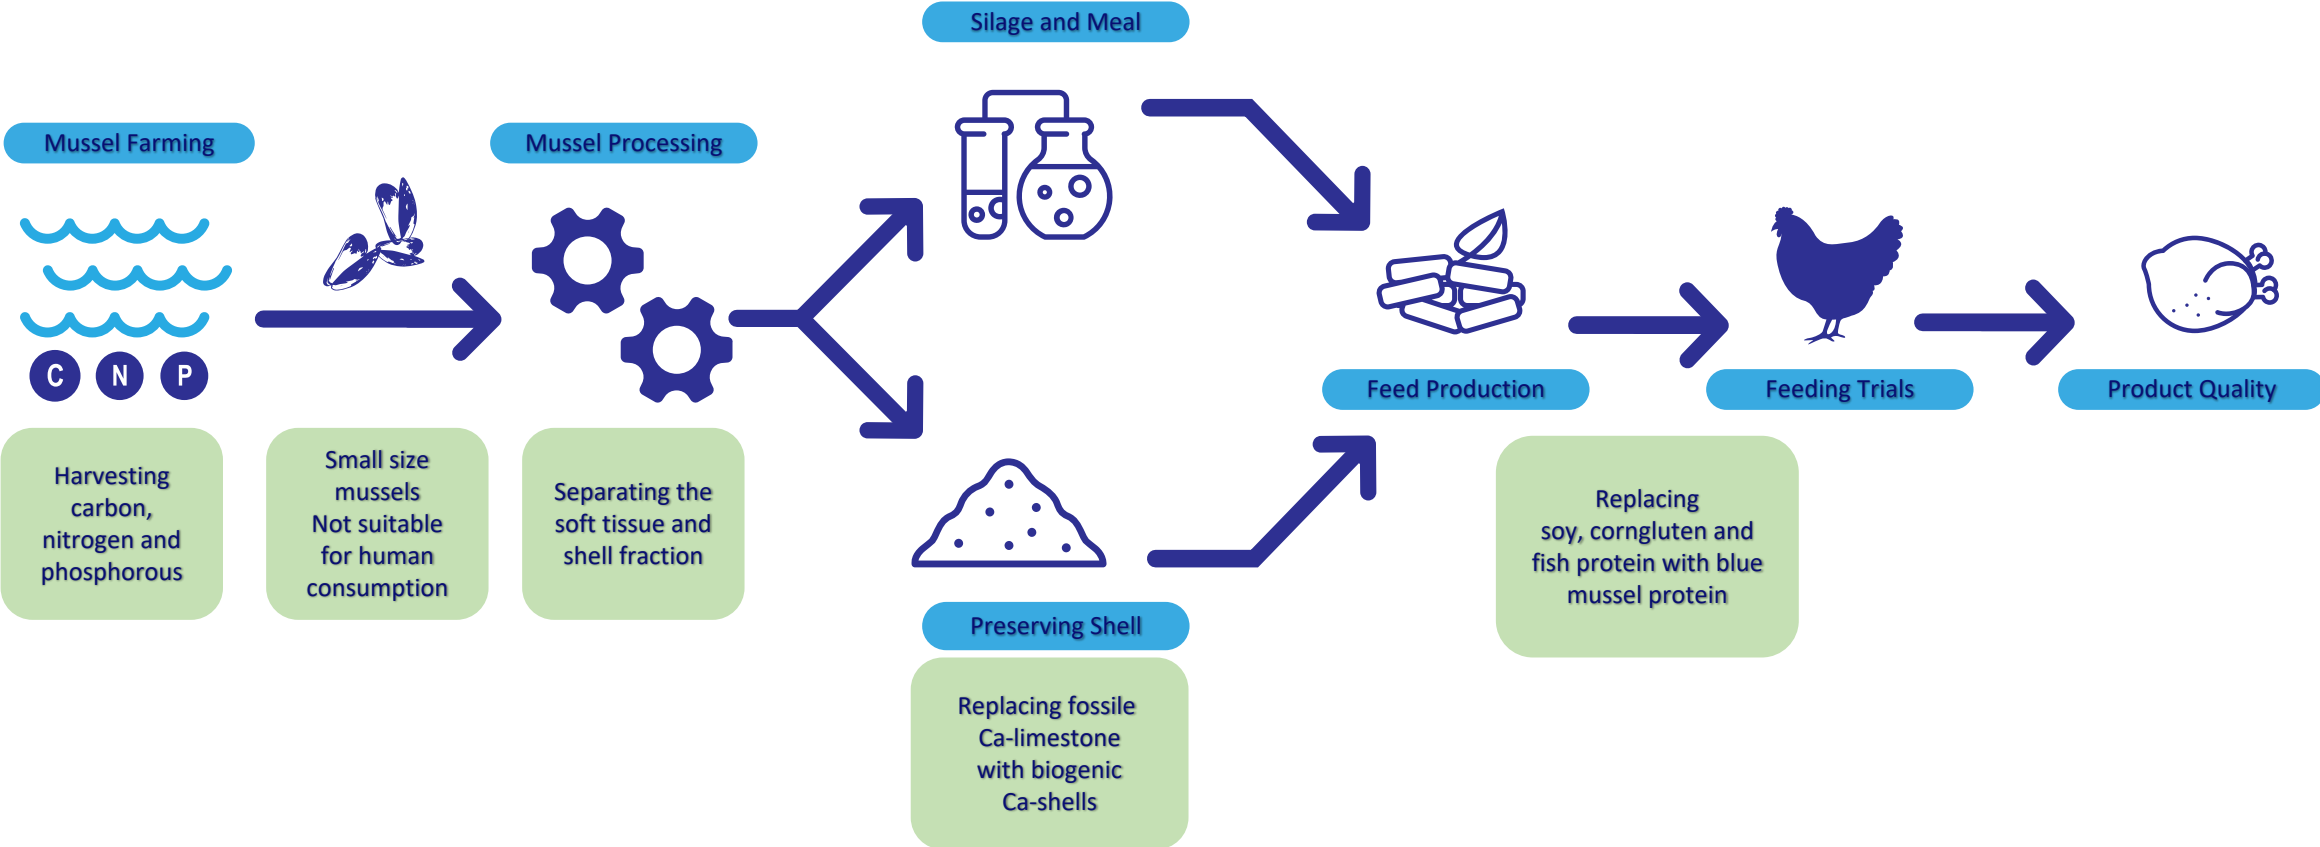 Silage and Meal
Mussel Farming
Mussel Processing
C N P
Harvesting
carbon,
nitrogen and
phosphorous
Small size
mussels
Not suitable
for human
consumption
Separating the
soft tissue and
shell fraction
Feed Production
Feeding Trials
Product Quality
Replacing
soy, corngluten and
fish protein with blue
mussel protein
Preserving Shell
Replacing fossile
Ca-limestone
with biogenic
Ca-shells